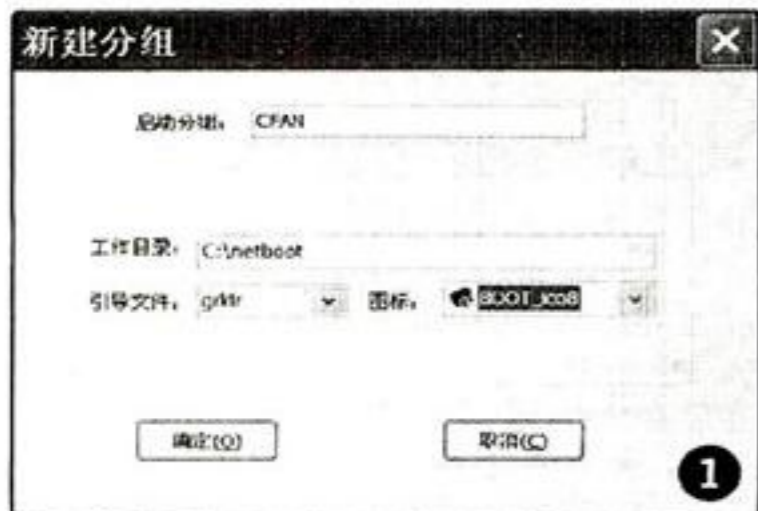 新建分组
启动分组: CFAN
工作目录: C:\netboot
引导文件: grldr 图标: BOOT_ico8
确定(O) 取消(C)
1